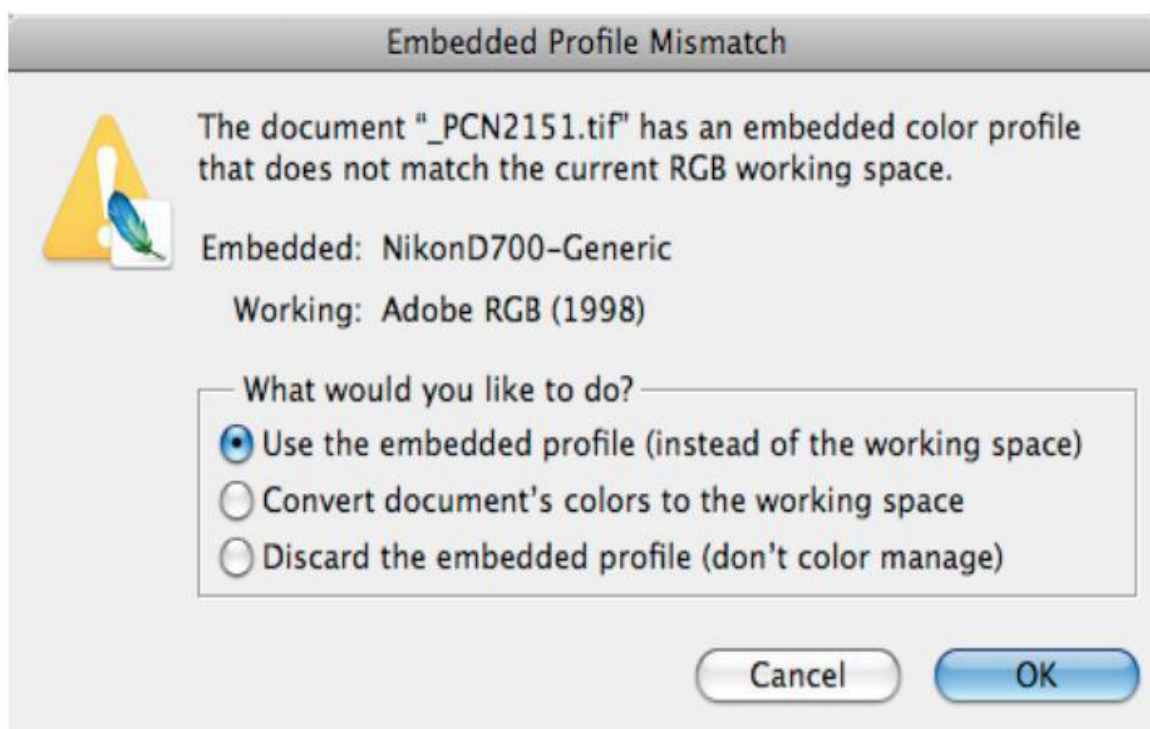 Embedded Profile Mismatch
The document “_PCN2151.tif” has an embedded color profile
that does not match the current RGB working space.
Embedded: NikonD700-Generic
Working: Adobe RGB (1998)
What would you like to do?
Use the embedded profile (instead of the working space)
Convert document’s colors to the working space
Discard the embedded profile (don’t color manage)
Cancel OK